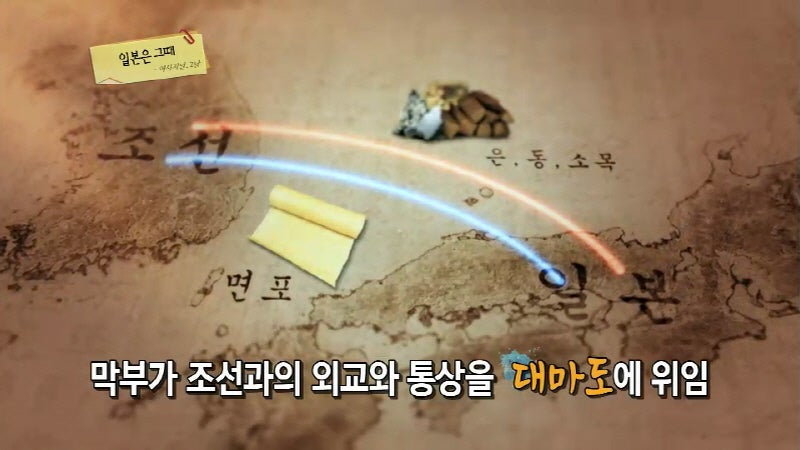 일본은 그때
조선
은, 동, 소목
면포
일본
막부가 조선과의 외교와 통상을 대마도에 위임